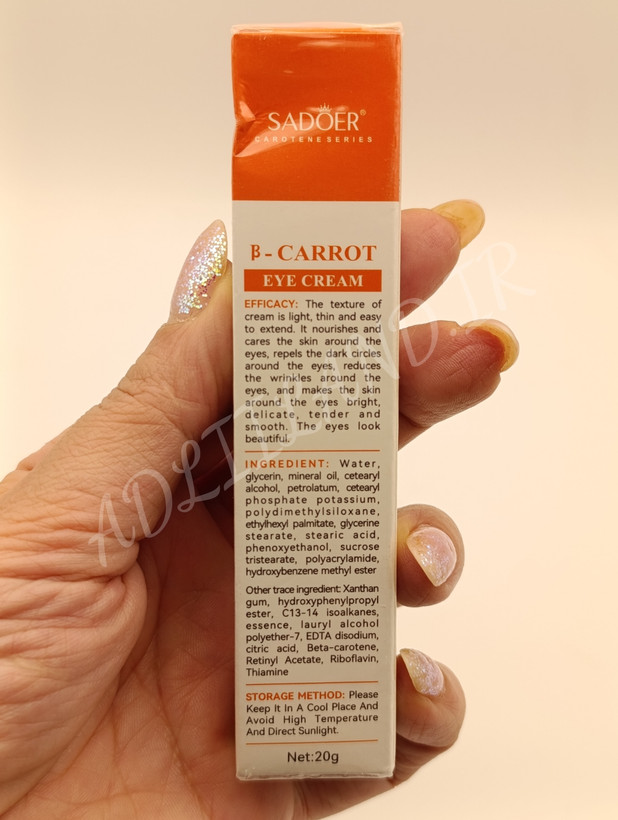 SADOER®
CAROTENE SERIES
β - CARROT
EYE CREAM
EFFICACY: The texture of
cream is light, thin and easy
to extend. It nourishes and
cares the skin around the
eyes, repels the dark circles
around the eyes, reduces
the wrinkles around the
eyes, and makes the skin
around the eyes bright,
delicate, tender and
smooth. The eyes look
beautiful.
INGREDIENT: Water,
glycerin, mineral oil, cetearyl
alcohol, petrolatum, cetearyl
phosphate potassium,
polydimethylsiloxane,
ethylhexyl palmitate, glycerine
stearate, stearic acid,
phenoxyethanol, sucrose
tristearate, polyacrylamide,
hydroxybenzene methyl ester
Other trace ingredient: Xanthan
gum, hydroxyphenylpropyl
ester, C13-14 isoalkanes,
essence, lauryl alcohol
polyether-7, EDTA disodium,
citric acid, Beta-carotene,
Retinyl Acetate, Riboflavin,
Thiamine
STORAGE METHOD: Please
Keep It In A Cool Place And
Avoid High Temperature
And Direct Sunlight.
Net:20g